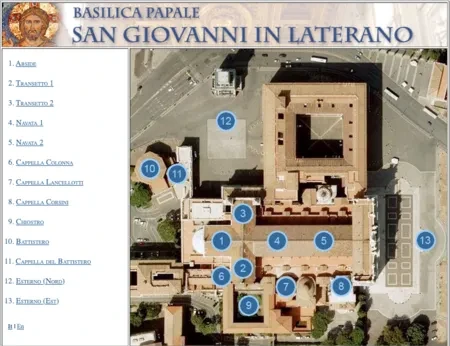 BASILICA PAPALE
SAN GIOVANNI IN LATERANO
1. Abside
2. Transetto 1
3. Transetto 2
4. Navata 1
5. Navata 2
6. Cappella Colonna
7. Cappella Lancellotti
8. Cappella Corsini
9. Chiostro
10. Battistero
11. Cappella del Battistero
12. Esterno (Nord)
13. Esterno (Est)
It | En
12
10
11
3
1
4
5
13
6
2
7
8
9